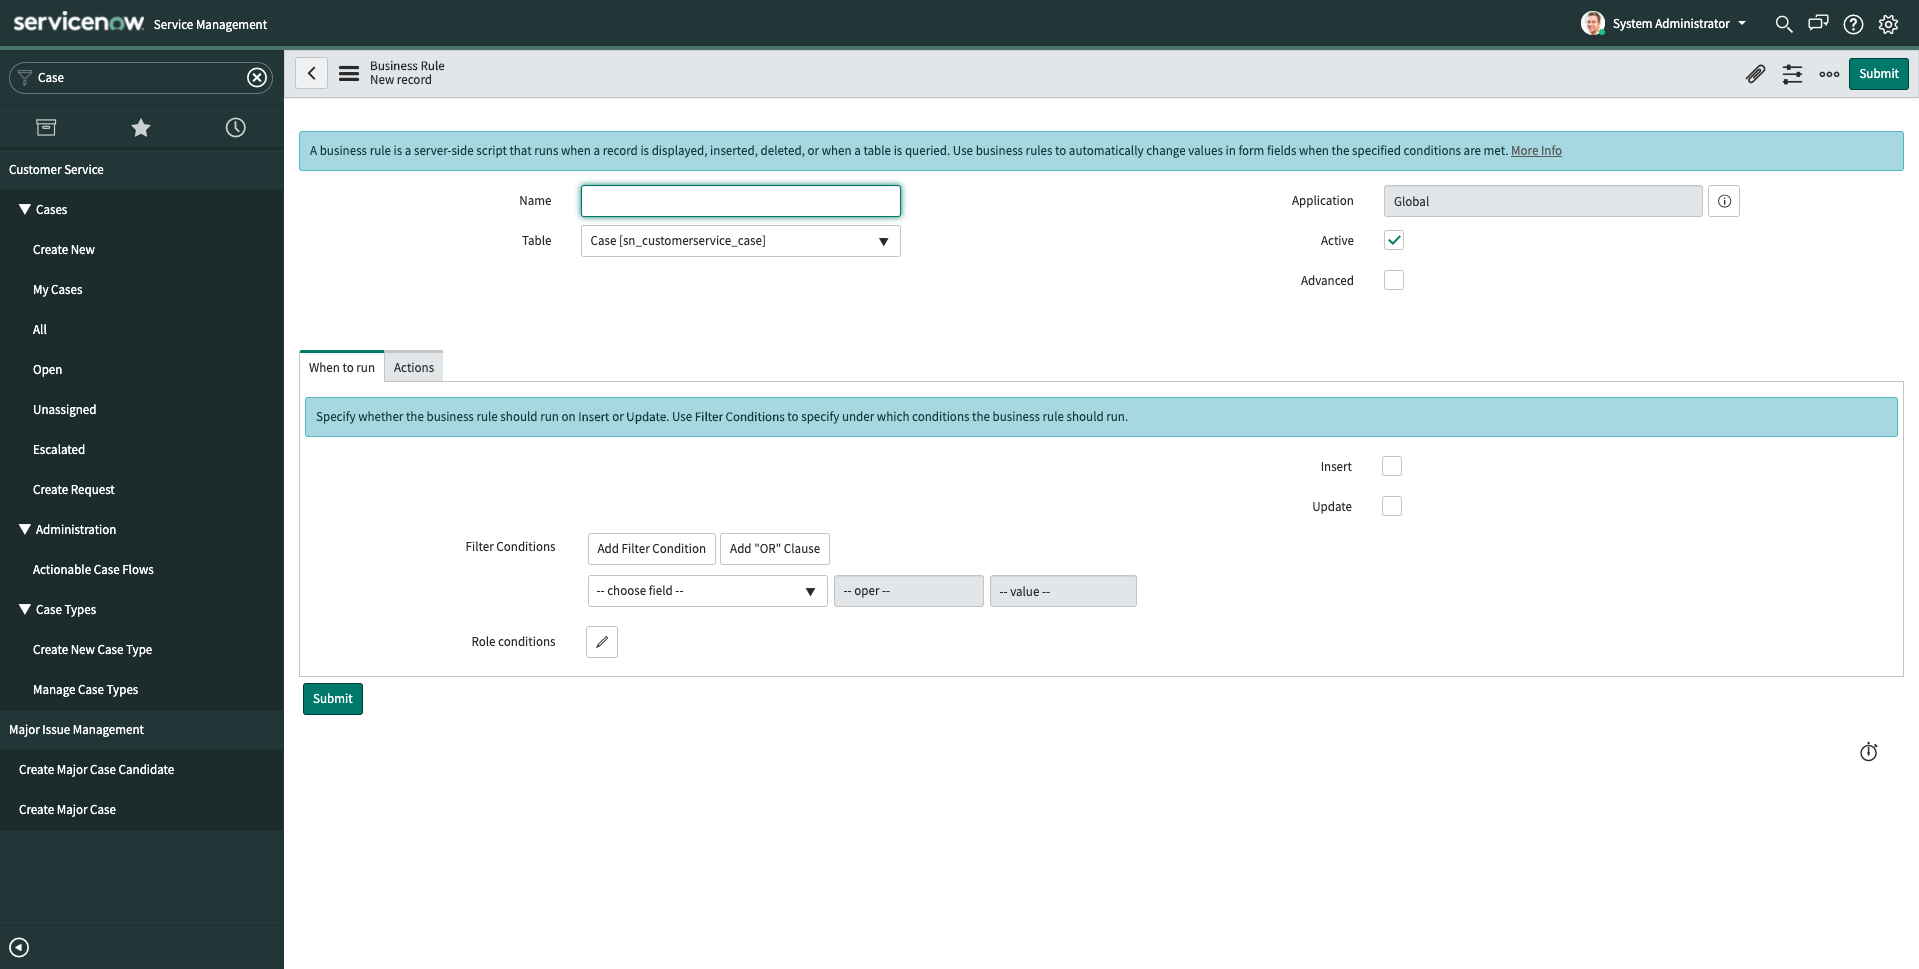 servicenow Service Management
System Administrator
Case
Customer Service
Cases
Create New
My Cases
All
Open
Unassigned
Escalated
Create Request
Administration
Actionable Case Flows
Case Types
Create New Case Type
Manage Case Types
Major Issue Management
Create Major Case Candidate
Create Major Case
Business Rule
New record
Submit
A business rule is a server-side script that runs when a record is displayed, inserted, deleted, or when a table is queried. Use business rules to automatically change values in form fields when the specified conditions are met. More Info
Name
Table Case [sn_customerservice_case]
Application Global
Active
Advanced
When to run Actions
Specify whether the business rule should run on Insert or Update. Use Filter Conditions to specify under which conditions the business rule should run.
Insert
Update
Filter Conditions Add Filter Condition Add "OR" Clause
-- choose field -- -- oper -- -- value --
Role conditions
Submit